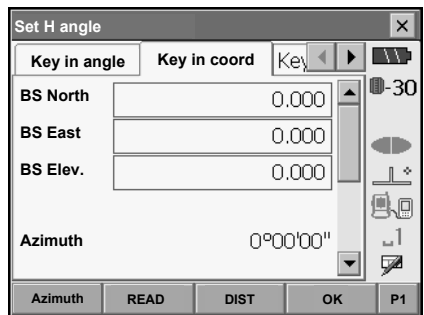 Set H angle
Key in angle Key in coord Key
-30
BS North 0.000
BS East 0.000
BS Elev. 0.000
Azimuth 0°00'00" 1
Azimuth READ DIST OK P1